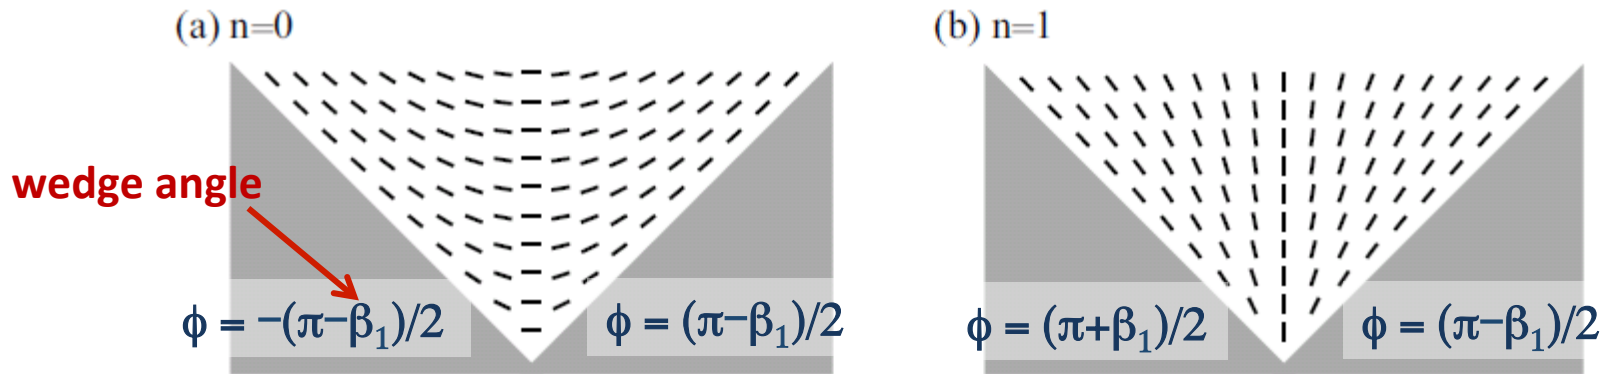 (a) n=0
(b) n=1
wedge angle
ϕ = −(π−β₁)/2
ϕ = (π−β₁)/2
ϕ = (π+β₁)/2
ϕ = (π−β₁)/2